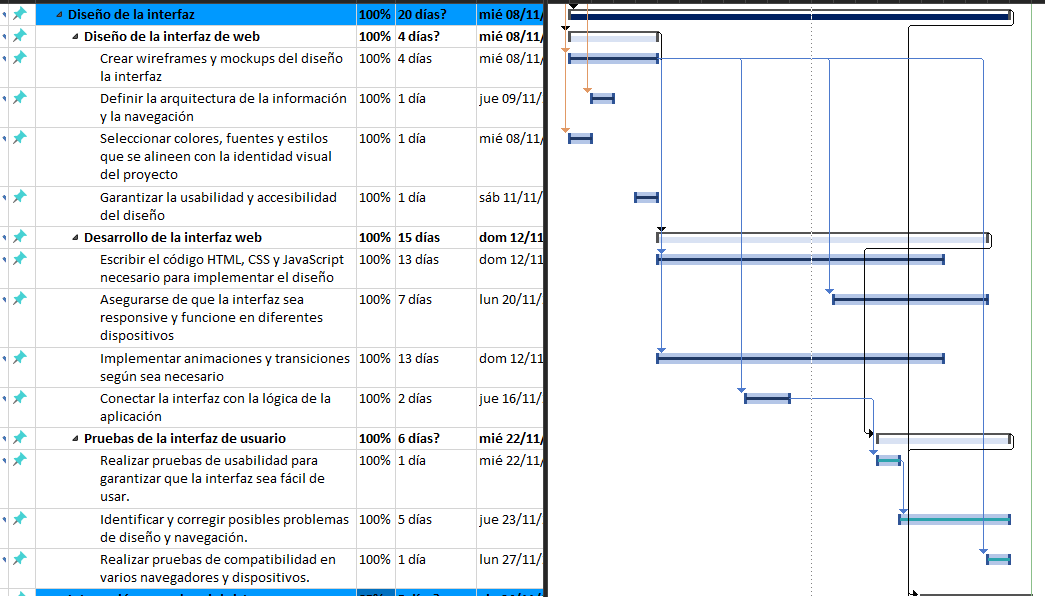 Diseño de la interfaz 100% 20 días? mié 08/11/
Diseño de la interfaz de web 100% 4 días? mié 08/11/
Crear wireframes y mockups del diseño 100% 4 días mié 08/11/
la interfaz
Definir la arquitectura de la información 100% 1 día jue 09/11/
y la navegación
Seleccionar colores, fuentes y estilos 100% 1 día mié 08/11/
que se alineen con la identidad visual
del proyecto
Garantizar la usabilidad y accesibilidad 100% 1 día sáb 11/11/
del diseño
Desarrollo de la interfaz web 100% 15 días dom 12/11
Escribir el código HTML, CSS y JavaScript 100% 13 días dom 12/11
necesario para implementar el diseño
Asegurarse de que la interfaz sea 100% 7 días lun 20/11/
responsive y funcione en diferentes
dispositivos
Implementar animaciones y transiciones 100% 13 días dom 12/11
según sea necesario
Conectar la interfaz con la lógica de la 100% 2 días jue 16/11/
aplicación
Pruebas de la interfaz de usuario 100% 6 días? mié 22/11/
Realizar pruebas de usabilidad para 100% 1 día mié 22/11/
garantizar que la interfaz sea fácil de
usar.
Identificar y corregir posibles problemas 100% 5 días jue 23/11/
de diseño y navegación.
Realizar pruebas de compatibilidad en 100% 1 día lun 27/11/
varios navegadores y dispositivos.